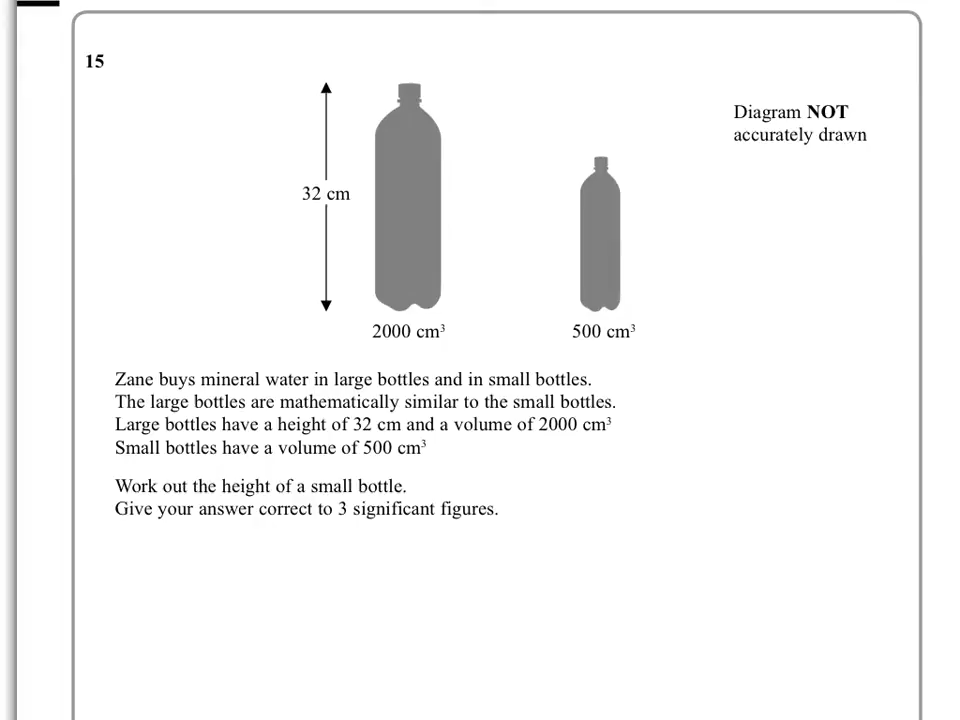 15
Diagram NOT
accurately drawn
32 cm
2000 cm³
500 cm³
Zane buys mineral water in large bottles and in small bottles.
The large bottles are mathematically similar to the small bottles.
Large bottles have a height of 32 cm and a volume of 2000 cm³
Small bottles have a volume of 500 cm³
Work out the height of a small bottle.
Give your answer correct to 3 significant figures.